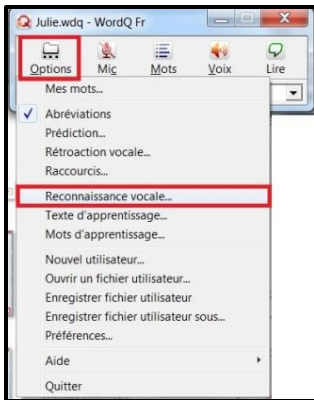 Julie.wdq - WordQ Fr
Options Mic Mots Voix Lire
Mes mots...
Abréviations
Prédiction...
Rétroaction vocale...
Raccourcis...
Reconnaissance vocale...
Texte d'apprentissage...
Mots d'apprentissage...
Nouvel utilisateur...
Ouvrir un fichier utilisateur...
Enregistrer fichier utilisateur
Enregistrer fichier utilisateur sous...
Préférences...
Aide
Quitter